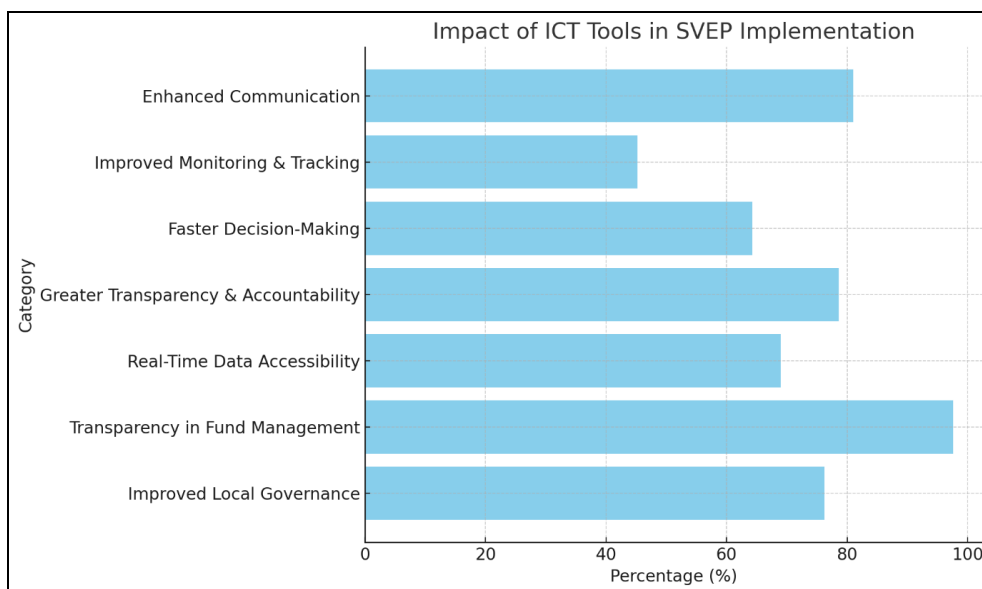 Impact of ICT Tools in SVEP Implementation
Enhanced Communication
Improved Monitoring & Tracking
Faster Decision-Making
Greater Transparency & Accountability
Real-Time Data Accessibility
Transparency in Fund Management
Improved Local Governance
Category
0 20 40 60 80 100
Percentage (%)